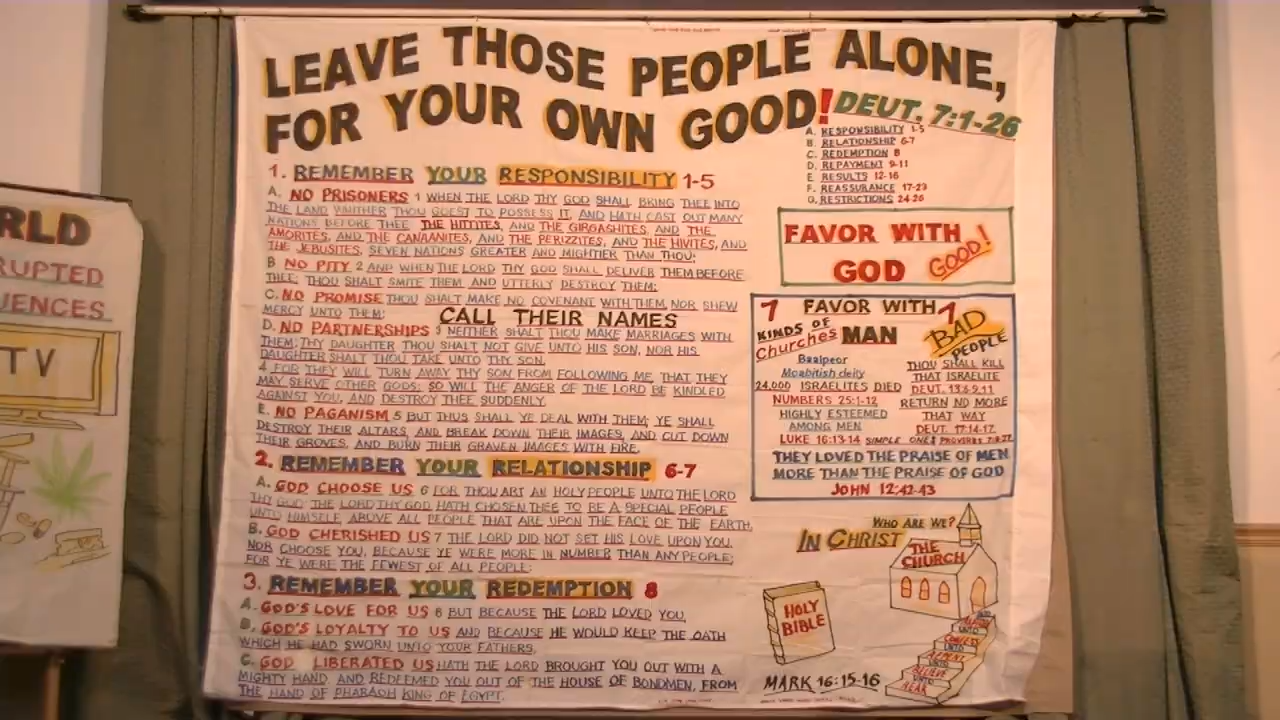 LEAVE THOSE PEOPLE ALONE,
FOR YOUR OWN GOOD!
DEUT. 7:1-26
A. RESPONSIBILITY 1-5
B. RELATIONSHIP 6-7
C. REDEMPTION 8
D. REPAYMENT 9-11
E. RESULTS 12-16
F. REASSURANCE 17-23
G. RESTRICTIONS 24-26
1. REMEMBER YOUR RESPONSIBILITY 1-5
A. NO PRISONERS 1 WHEN THE LORD THY GOD SHALL BRING THEE INTO
THE LAND WHITHER THOU GOEST TO POSSESS IT, AND HATH CAST OUT MANY
NATIONS BEFORE THEE THE HITTITES, AND THE GIRGASHITES, AND THE
AMORITES, AND THE CANAANITES, AND THE PERIZZITES, AND THE HIVITES, AND
THE JEBUSITES, SEVEN NATIONS GREATER AND MIGHTIER THAN THOU;
B NO PITY 2 AND WHEN THE LORD THY GOD SHALL DELIVER THEM BEFORE
THEE; THOU SHALT SMITE THEM AND UTTERLY DESTROY THEM;
C. NO PROMISE THOU SHALT MAKE NO COVENANT WITH THEM, NOR SHEW
MERCY UNTO THEM;
CALL THEIR NAMES
D. NO PARTNERSHIPS 3 NEITHER SHALT THOU MAKE MARRIAGES WITH
THEM; THY DAUGHTER THOU SHALT NOT GIVE UNTO HIS SON, NOR HIS
DAUGHTER SHALT THOU TAKE UNTO THY SON.
4 FOR THEY WILL TURN AWAY THY SON FROM FOLLOWING ME, THAT THEY
MAY SERVE OTHER GODS: SO WILL THE ANGER OF THE LORD BE KINDLED
AGAINST YOU, AND DESTROY THEE SUDDENLY.
E. NO PAGANISM 5 BUT THUS SHALL YE DEAL WITH THEM; YE SHALL
DESTROY THEIR ALTARS, AND BREAK DOWN THEIR IMAGES, AND CUT DOWN
THEIR GROVES, AND BURN THEIR GRAVEN IMAGES WITH FIRE.
2. REMEMBER YOUR RELATIONSHIP 6-7
A. GOD CHOOSE US 6 FOR THOU ART AN HOLY PEOPLE UNTO THE LORD
THY GOD: THE LORD THY GOD HATH CHOSEN THEE TO BE A SPECIAL PEOPLE
UNTO HIMSELF, ABOVE ALL PEOPLE THAT ARE UPON THE FACE OF THE EARTH.
B. GOD CHERISHED US 7 THE LORD DID NOT SET HIS LOVE UPON YOU,
NOR CHOOSE YOU, BECAUSE YE WERE MORE IN NUMBER THAN ANY PEOPLE;
FOR YE WERE THE FEWEST OF ALL PEOPLE:
3. REMEMBER YOUR REDEMPTION 8
A. GOD'S LOVE FOR US 8 BUT BECAUSE THE LORD LOVED YOU,
B. GOD'S LOYALTY TO US AND BECAUSE HE WOULD KEEP THE OATH
WHICH HE HAD SWORN UNTO YOUR FATHERS,
C. GOD LIBERATED US HATH THE LORD BROUGHT YOU OUT WITH A
MIGHTY HAND, AND REDEEMED YOU OUT OF THE HOUSE OF BONDMEN, FROM
THE HAND OF PHARAOH KING OF EGYPT.
FAVOR WITH
GOD GOOD!
7 FAVOR WITH 7
KINDS OF
Churches MAN BAD
PEOPLE
Baalpeor
Moabitish deity
24,000 ISRAELITES DIED
NUMBERS 25:1-12
HIGHLY ESTEEMED
AMONG MEN
LUKE 16:13-14
THOU SHALL KILL
THAT ISRAELITE
DEUT. 13:6-9,11
RETURN NO MORE
THAT WAY
DEUT. 17:14-17
SIMPLE ONES PROVERBS
THEY LOVED THE PRAISE OF MEN
MORE THAN THE PRAISE OF GOD
JOHN 12:42-43
WHO ARE WE?
IN CHRIST
THE
CHURCH
HOLY
BIBLE
CONFESS
UNTO
REPENT
UNTO
BELIEVE
UNTO
HEAR
MARK 16:15-16
RLD
RUPTED
UENCES
TV